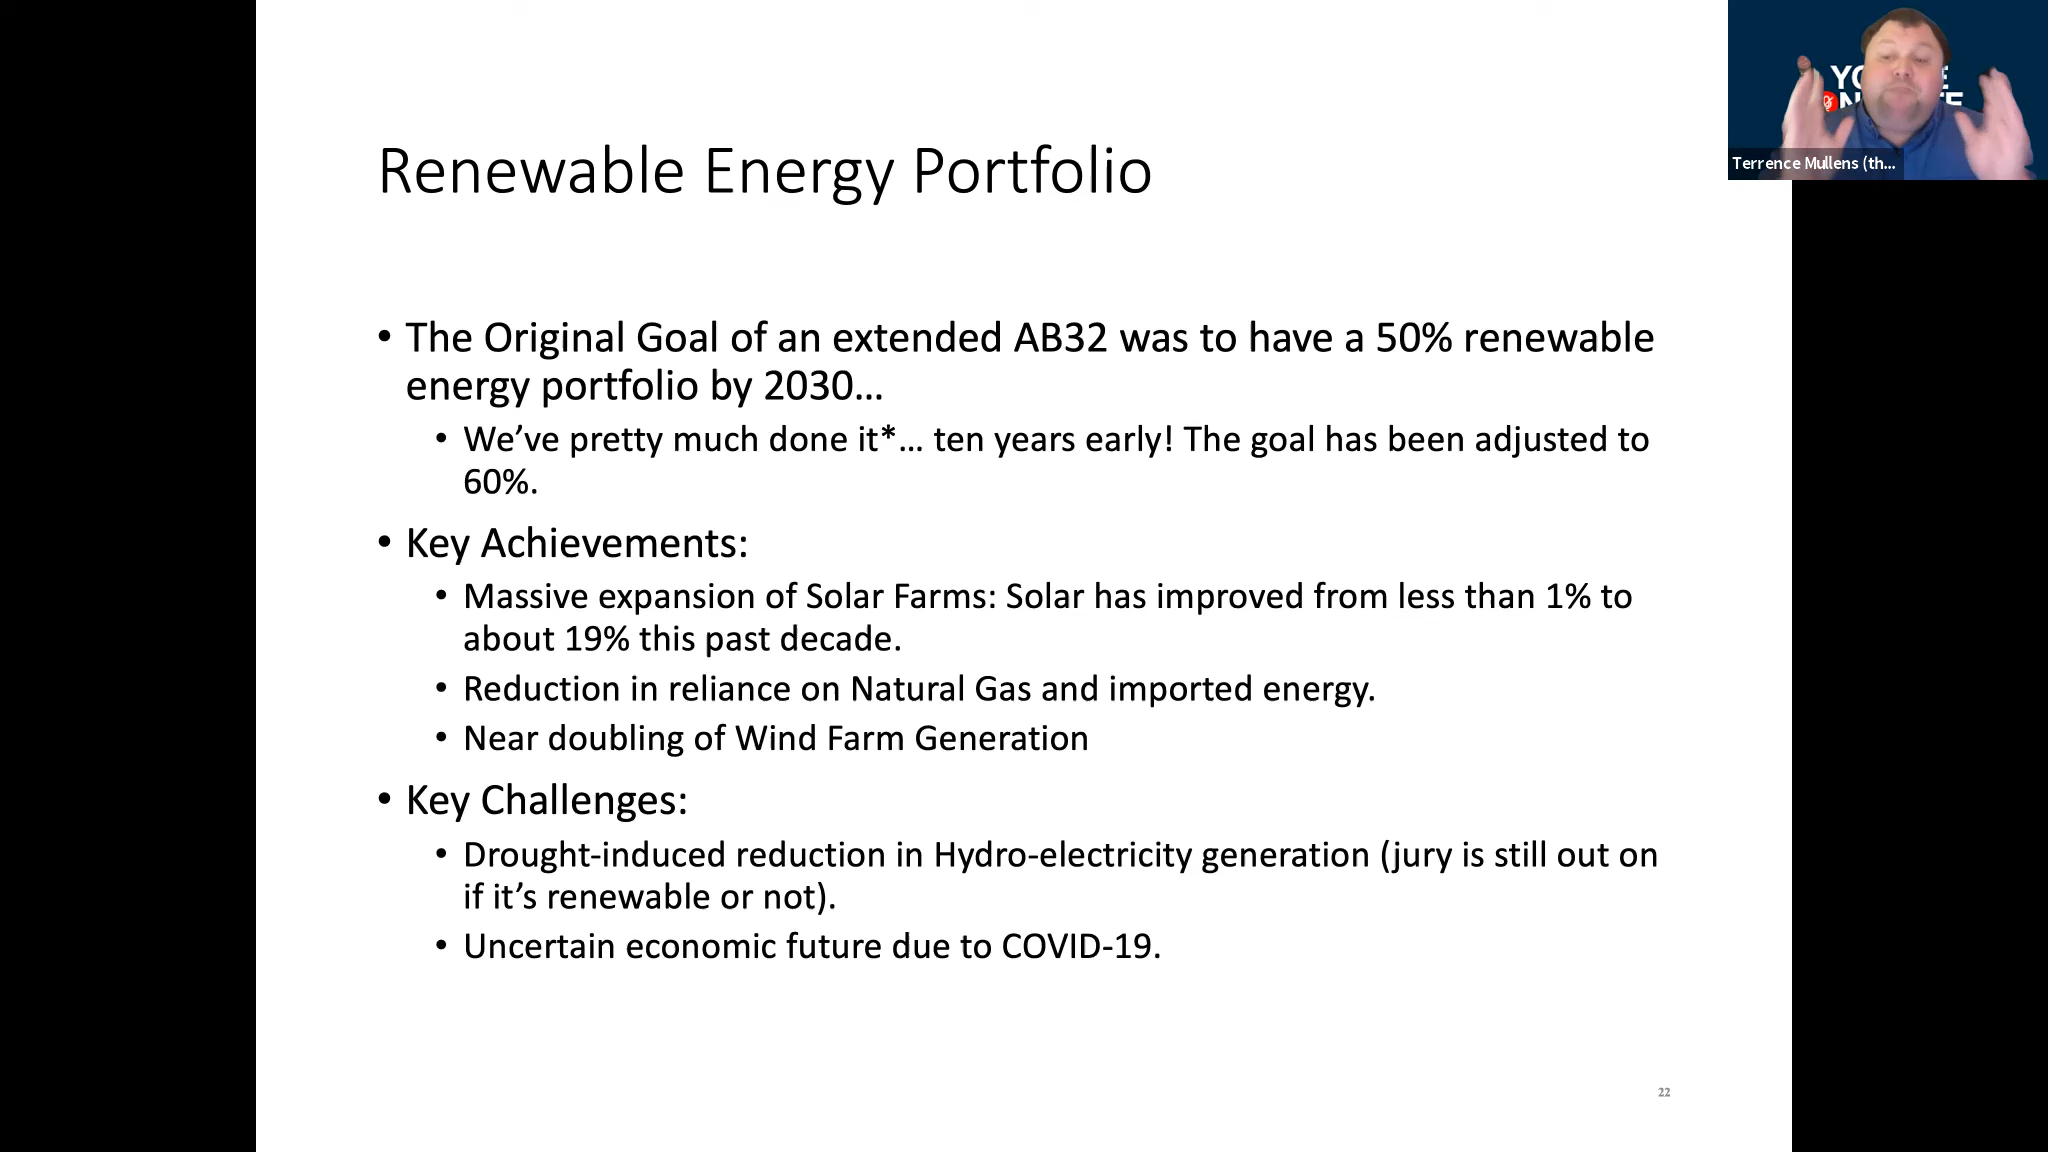 Renewable Energy Portfolio
• The Original Goal of an extended AB32 was to have a 50% renewable
energy portfolio by 2030…
• We’ve pretty much done it*… ten years early! The goal has been adjusted to
60%.
• Key Achievements:
• Massive expansion of Solar Farms: Solar has improved from less than 1% to
about 19% this past decade.
• Reduction in reliance on Natural Gas and imported energy.
• Near doubling of Wind Farm Generation
• Key Challenges:
• Drought-induced reduction in Hydro-electricity generation (jury is still out on
if it’s renewable or not).
• Uncertain economic future due to COVID-19.
22
Terrence Mullens (th...